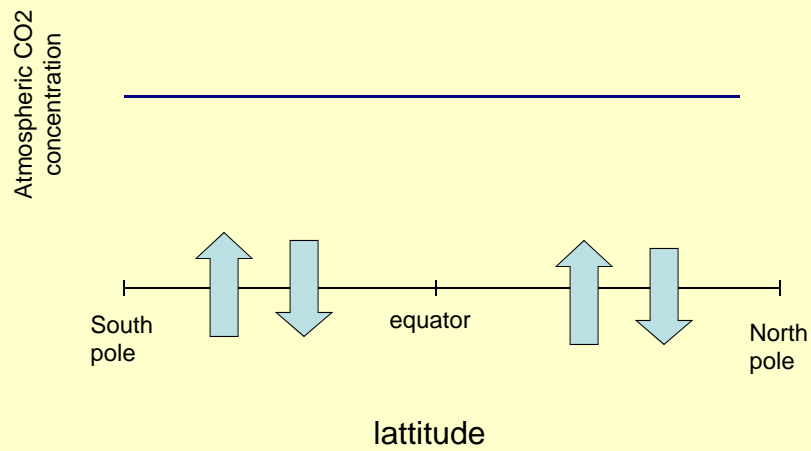 Atmospheric CO2
concentration
South
pole
equator
North
pole
lattitude